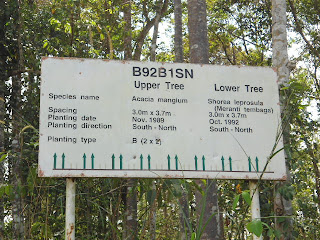 B92B1SN
Upper Tree Lower Tree
Species name Acacia mangium Shorea leprosula
(Meranti tembaga)
Spacing 3.0m x 3.7m 3.0m x 3.7m
Planting date Nov. 1989 Oct. 1992
Planting direction South - North South - North
Planting type B (2 x 2)